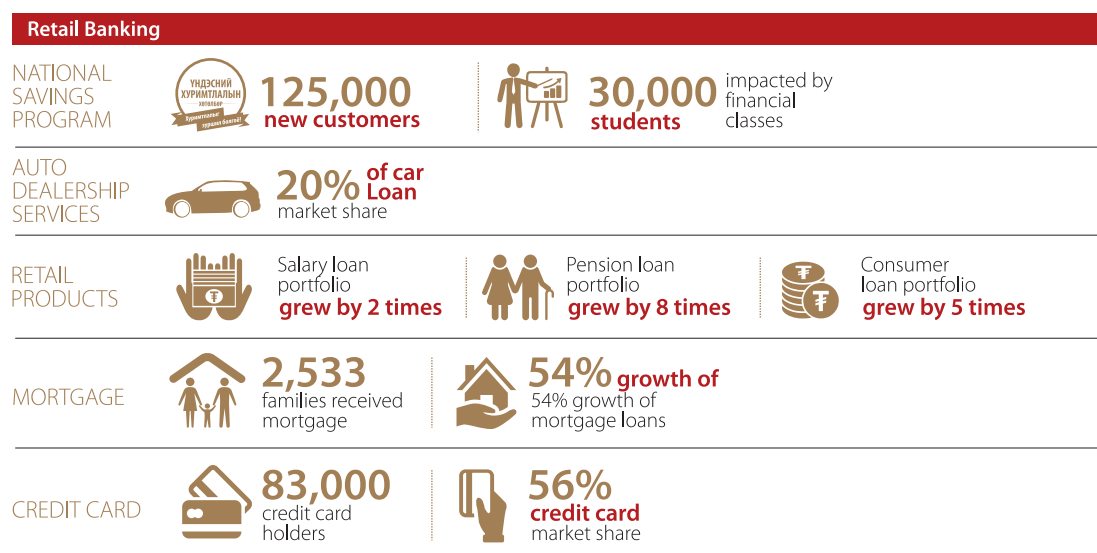 Retail Banking
NATIONAL
SAVINGS
PROGRAM
ҮНДЭСНИЙ
ХУРИМТЛАЛЫН
ХӨТӨЛБӨР
Хуримтлалыг
туршил болгоё!
125,000
new customers
30,000
students
impacted by
financial
classes
AUTO
DEALERSHIP
SERVICES
20% of car
Loan
market share
RETAIL
PRODUCTS
₮
Salary loan
portfolio
grew by 2 times
Pension loan
portfolio
grew by 8 times
₮
₮
Consumer
loan portfolio
grew by 5 times
MORTGAGE
2,533
families received
mortgage
54% growth of
54% growth of
mortgage loans
CREDIT CARD
83,000
credit card
holders
56%
credit card
market share